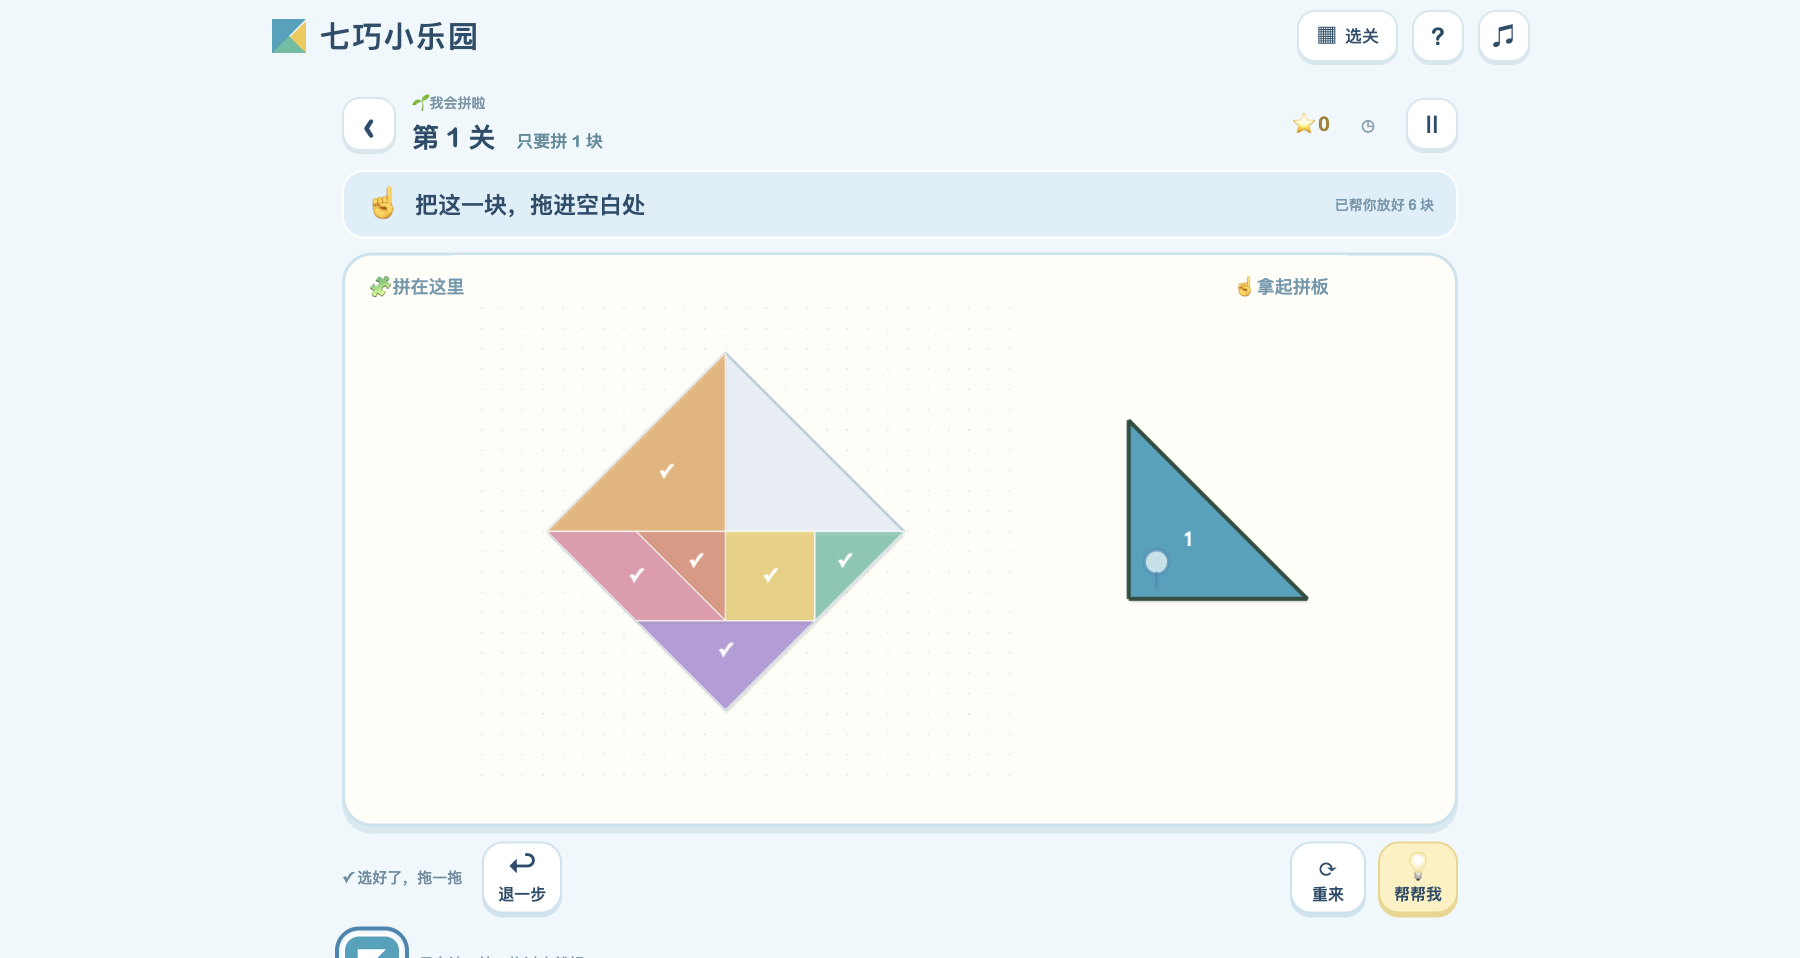 七巧小乐园
选关
?
我会拼啦
第 1 关 只要拼 1 块
0
把这一块，拖进空白处
已帮你放好 6 块
拼在这里
拿起拼板
1
选好了，拖一拖
退一步
重来
帮帮我